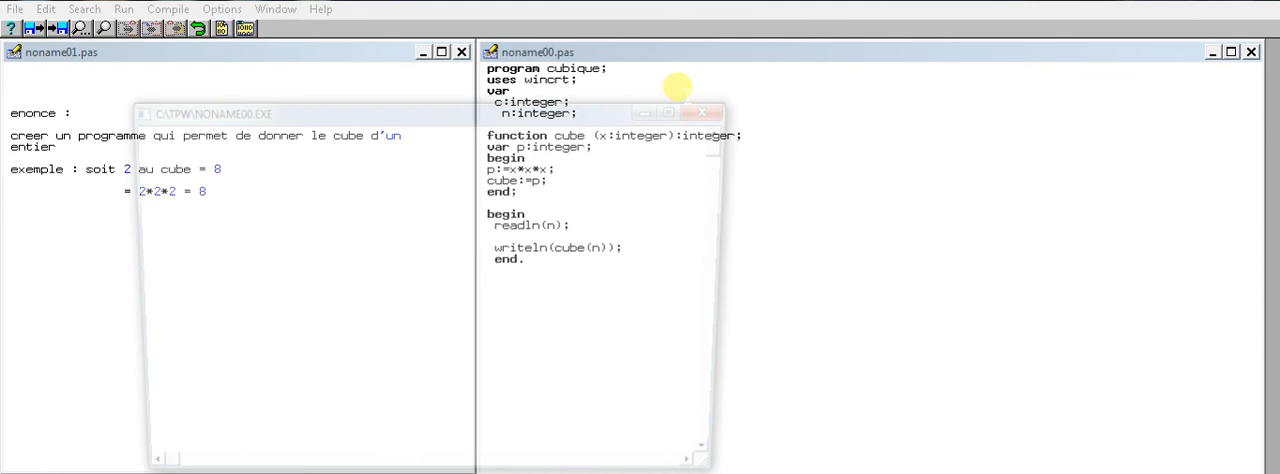 File Edit Search Run Compile Options Window Help
noname01.pas
enonce :
creer un programme qui permet de donner le cube d'un
entier
exemple : soit 2 au cube = 8
= 2*2*2 = 8
C:\TPW\NONAME00.EXE
noname00.pas
program cubique;
uses wincrt;
var
c:integer;
n:integer;
function cube (x:integer):integer;
var p:integer;
begin
p:=x*x*x;
cube:=p;
end;
begin
readln(n);
writeln(cube(n));
end.